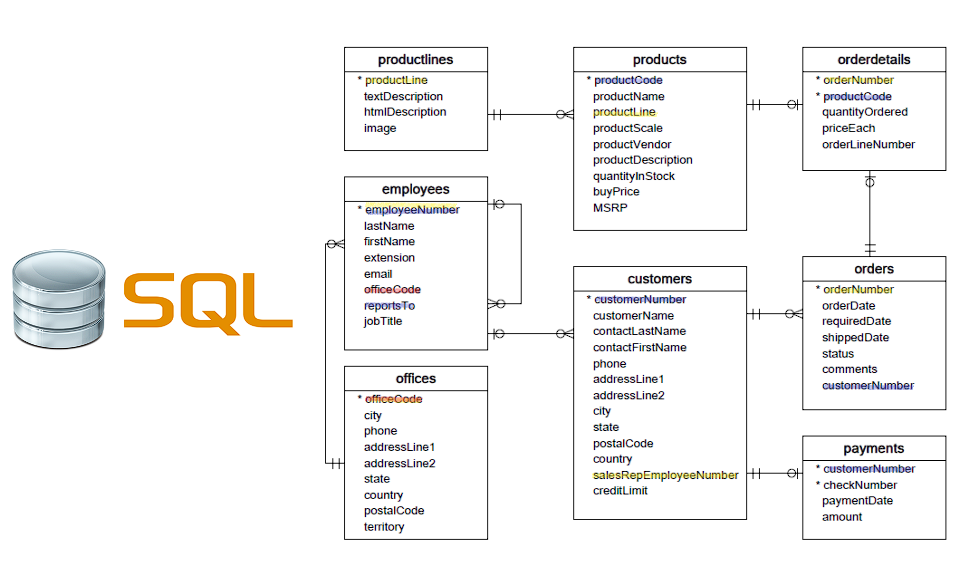 productlines
* productLine
textDescription
htmlDescription
image
products
* productCode
productName
productLine
productScale
productVendor
productDescription
quantityInStock
buyPrice
MSRP
orderdetails
* orderNumber
* productCode
quantityOrdered
priceEach
orderLineNumber
employees
* employeeNumber
lastName
firstName
extension
email
officeCode
reportsTo
jobTitle
SQL
customers
* customerNumber
customerName
contactLastName
contactFirstName
phone
addressLine1
addressLine2
city
state
postalCode
country
salesRepEmployeeNumber
creditLimit
orders
* orderNumber
orderDate
requiredDate
shippedDate
status
comments
customerNumber
offices
* officeCode
city
phone
addressLine1
addressLine2
state
country
postalCode
territory
payments
* customerNumber
* checkNumber
paymentDate
amount